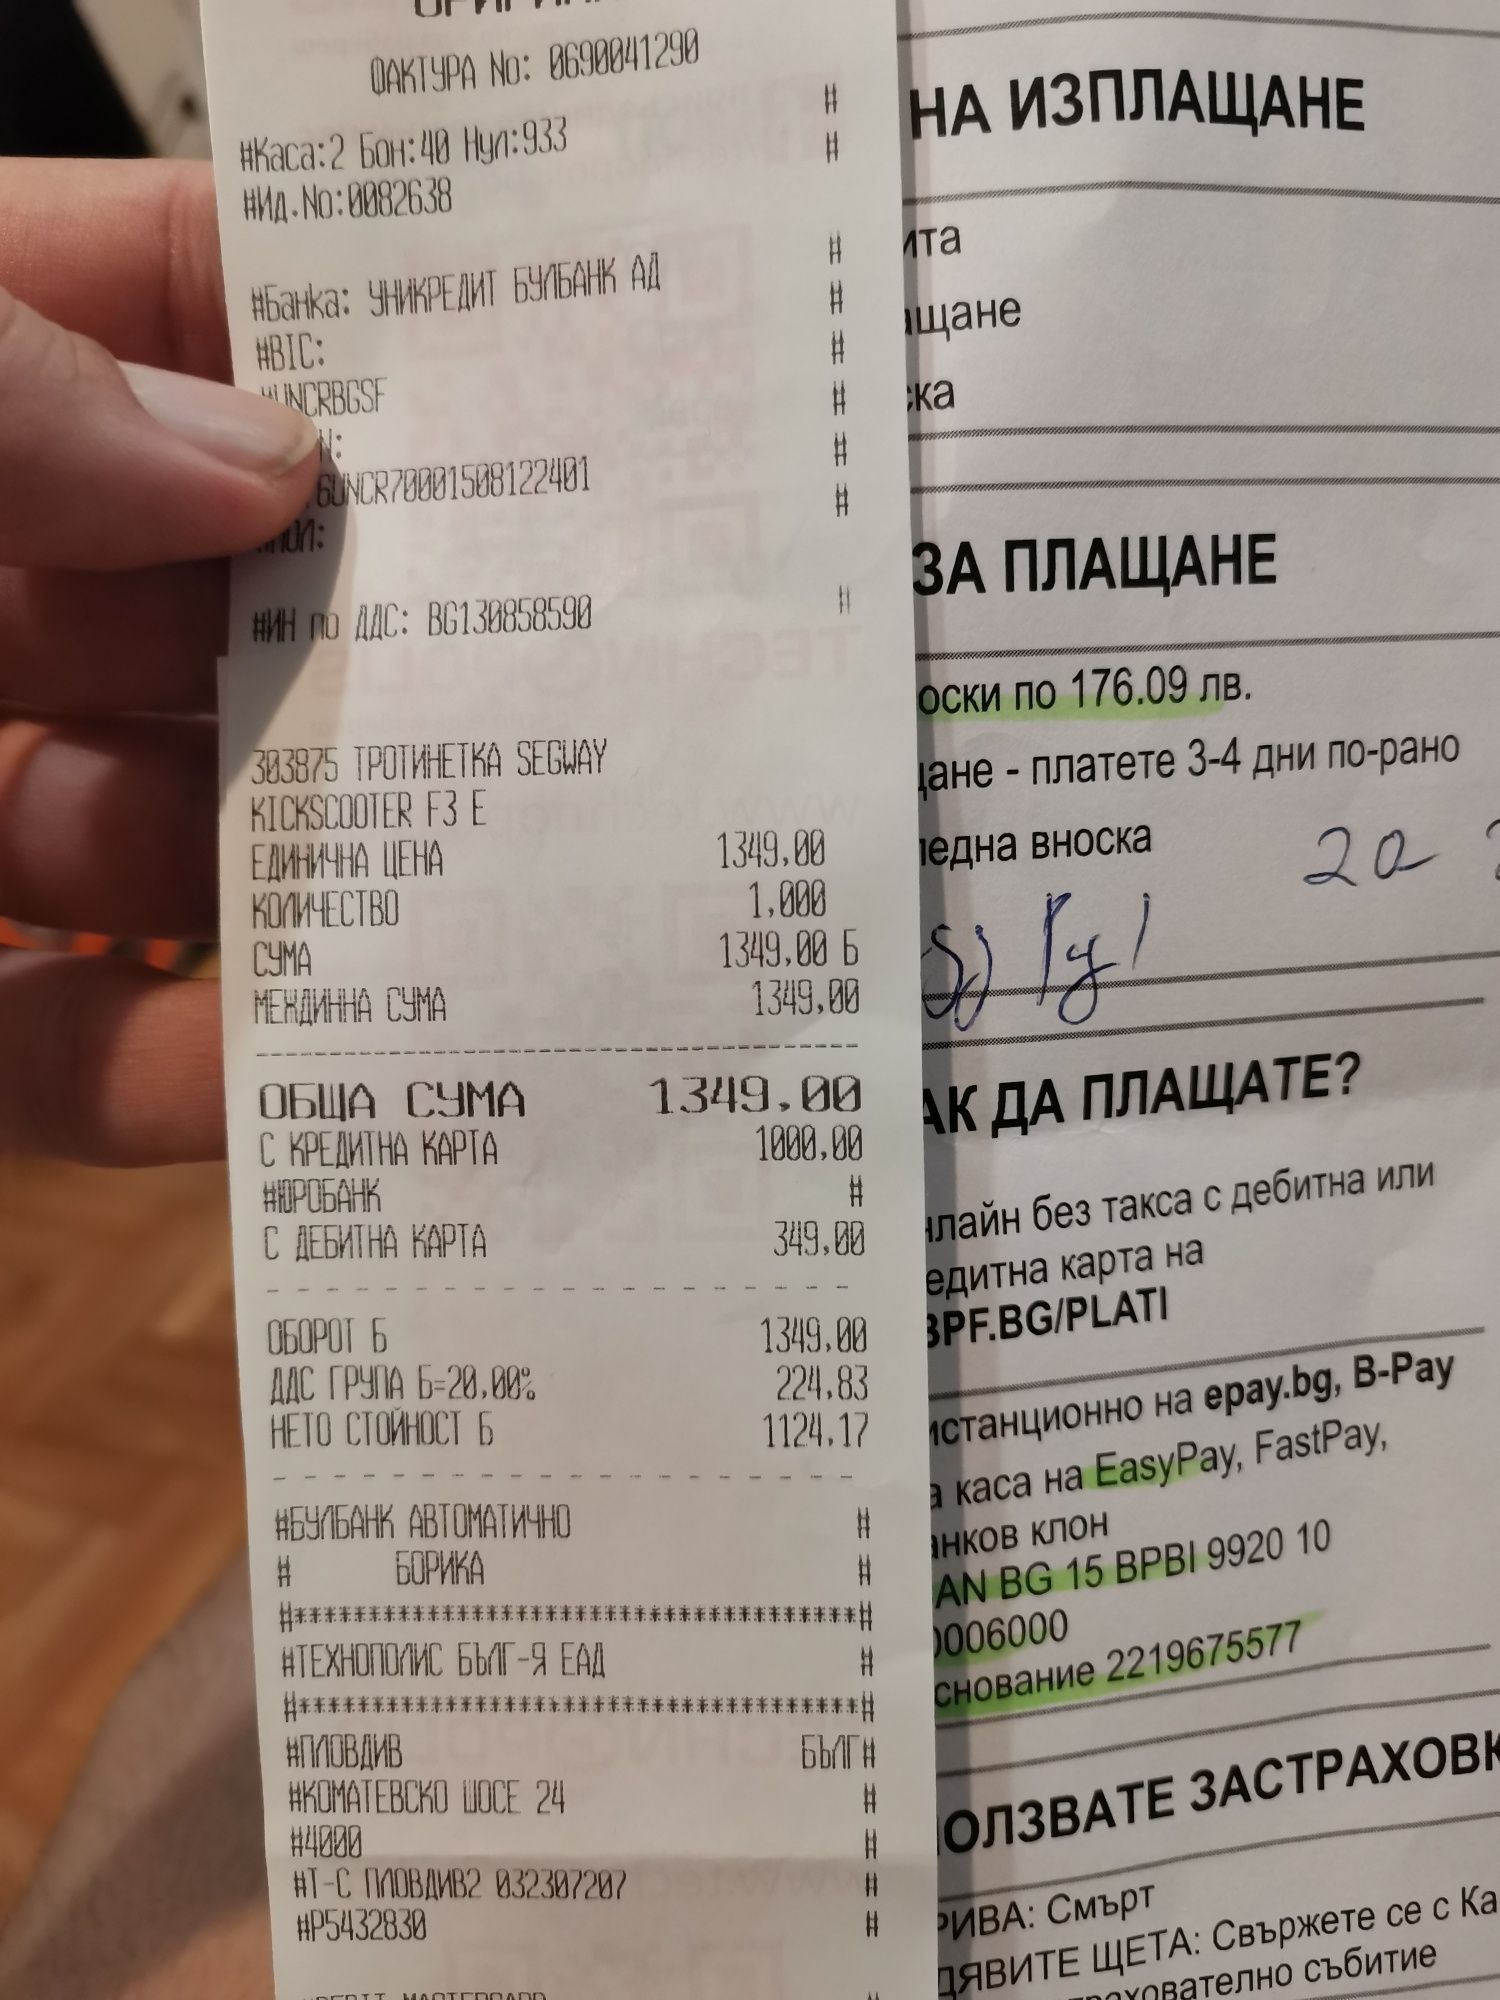 ФАКТУРА No: 0690041290
#
#Каса:2 Бон:40 Нул:933 #
#Ид.No:0082638
#
#Банка: УНИКРЕДИТ БУЛБАНК АД #
#BIC: #
UNCRBGSF #
N: #
6UNCR70001508122401 #
#ИН по ДДС: BG130858590 #
303875 ТРОТИНЕТКА SEGWAY
KICKSCOOTER F3 E
ЕДИНИЧНА ЦЕНА 1349,00
КОЛИЧЕСТВО 1,000
СУМА 1349,00 Б
МЕЖДИННА СУМА 1349,00
ОБЩА СУМА 1349.00
С КРЕДИТНА КАРТА 1000,00
#ЮРОБАНК #
С ДЕБИТНА КАРТА 349,00
ОБОРОТ Б 1349,00
ДДС ГРУПА Б=20,00% 224,83
НЕТО СТОЙНОСТ Б 1124,17
#БУЛБАНК АВТОМАТИЧНО #
# БОРИКА #
#**************************************#
#ТЕХНОПОЛИС БЪЛГ-Я ЕАД #
#**************************************#
#ПЛОВДИВ БЪЛГ#
#КОМАТЕВСКО ШОСЕ 24 #
#4000 #
#Т-С ПЛОВДИВ2 032307207 #
#P5432830 #
НА ИЗПЛАЩАНЕ
ита
щане
ска
ЗА ПЛАЩАНЕ
оски по 176.09 лв.
ане - платете 3-4 дни по-рано
една вноска
20
АК ДА ПЛАЩАТЕ?
нлайн без такса с дебитна или
едитна карта на
BPF.BG/PLATI
истанционно на epay.bg, B-Pay
а каса на EasyPay, FastPay,
анков клон
AN BG 15 BPBI 9920 10
0006000
снование 2219675577
ОЛЗВАТЕ ЗАСТРАХОВК
РИВА: Смърт
ДЯВИТЕ ЩЕТА: Свържете се с Ка
рахователно събитие